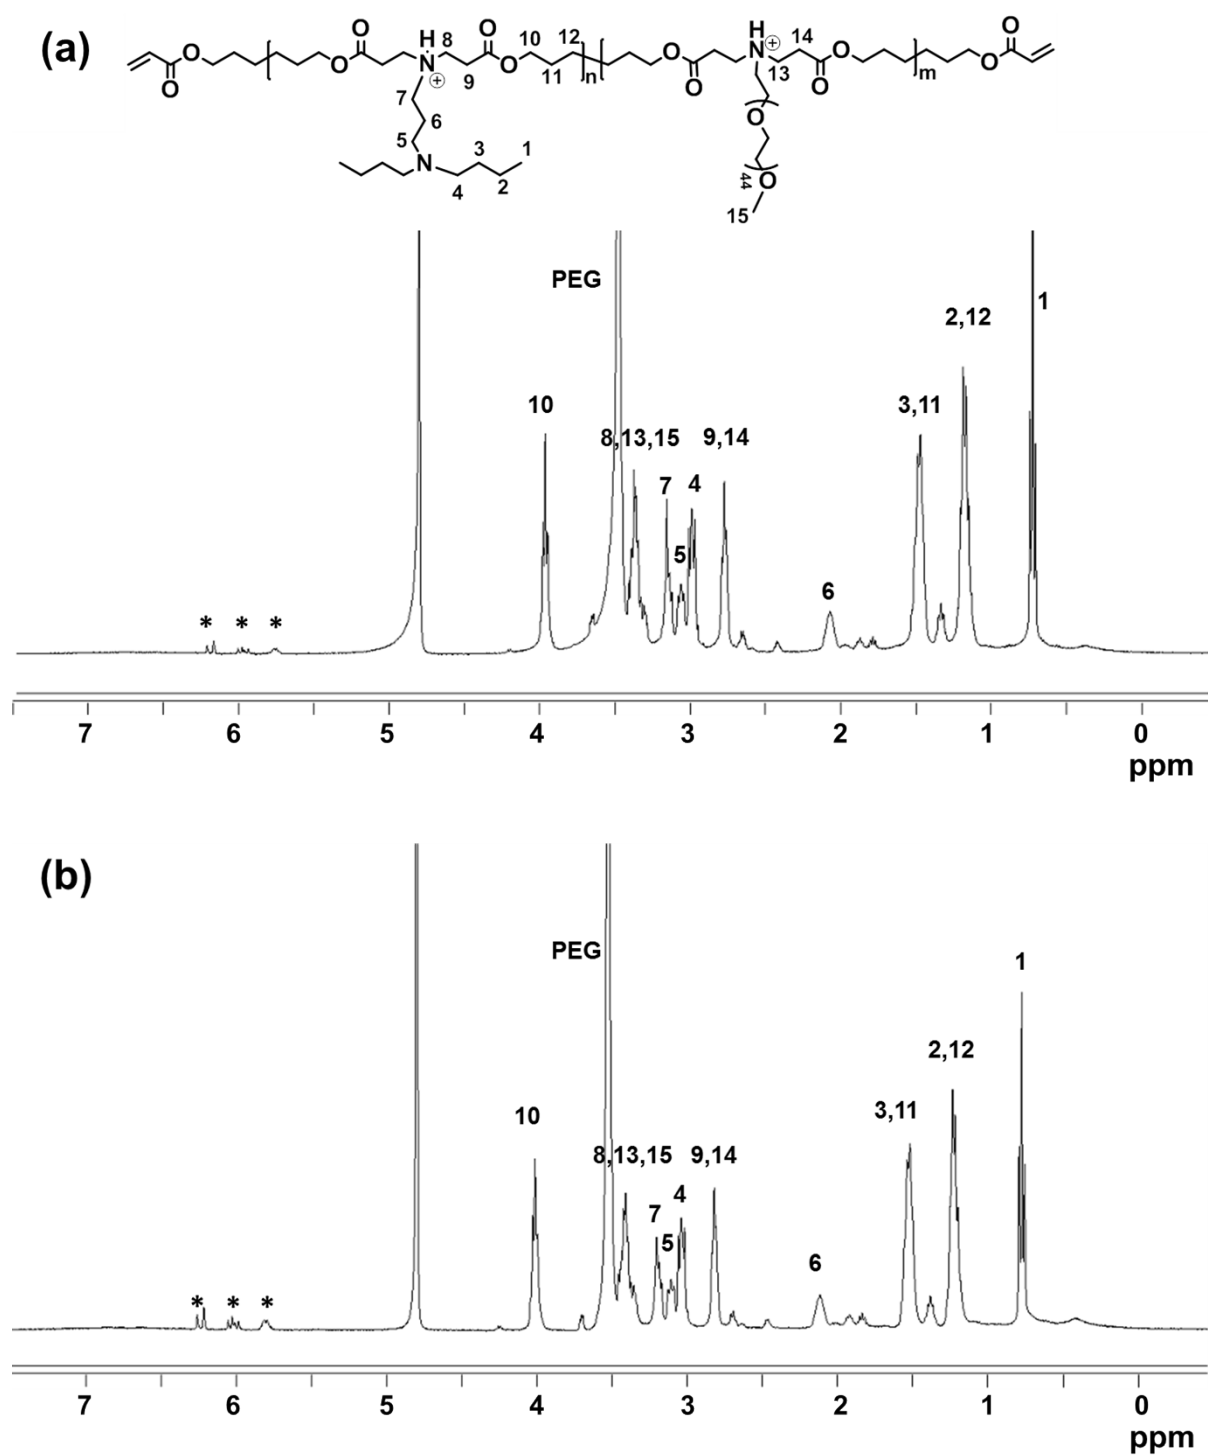 (a)
O O H 8 O 10 12 O H 14 O O
O N ⊕ O n O N ⊕ O m O
O 9 11 O 13 O
7 O
6
5 3 1
N O
4 2 44 O
15
PEG
1
2,12
10 3,11
8,13,15 9,14
7 4
5
6
* * *
7 6 5 4 3 2 1 0
ppm
(b)
PEG
1
2,12
10 3,11
8,13,15 9,14
4
7
5
6
* * *
7 6 5 4 3 2 1 0
ppm